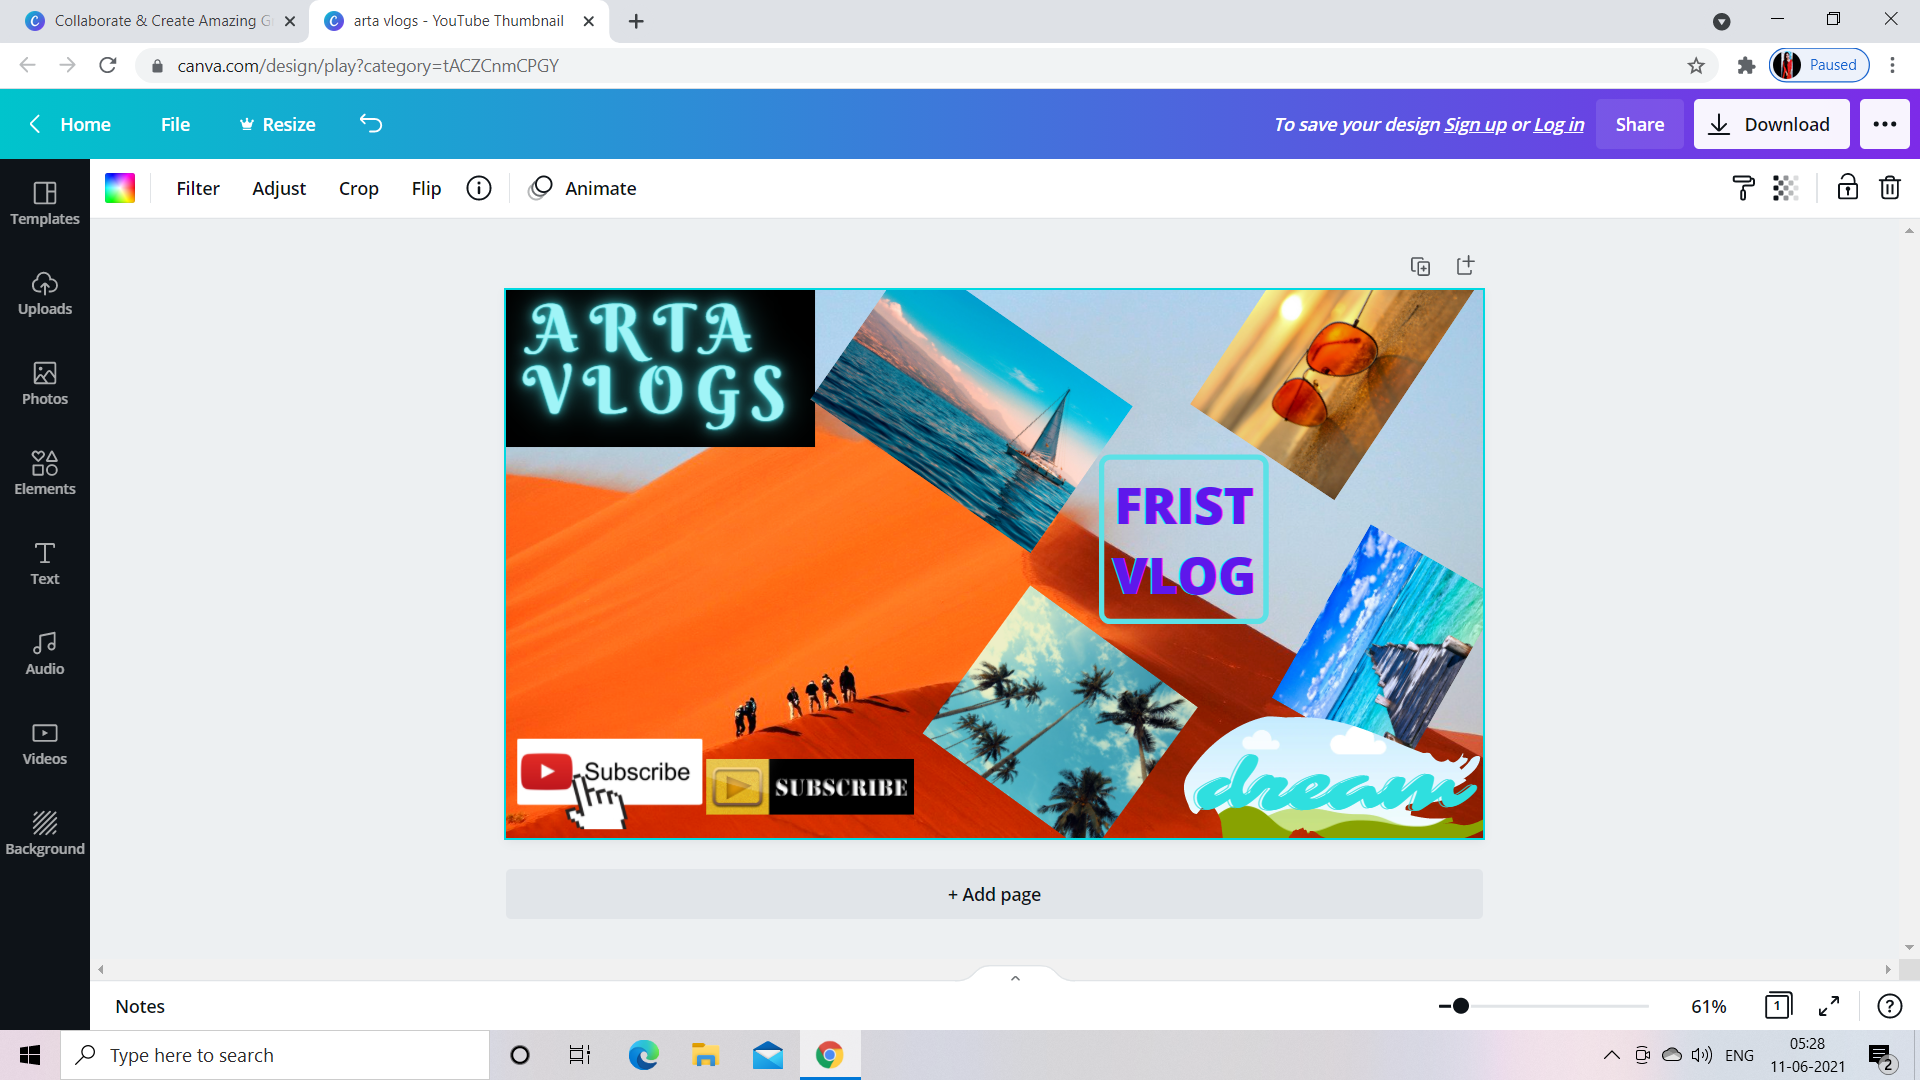 Collaborate & Create Amazing G
arta vlogs - YouTube Thumbnail
canva.com/design/play?category=tACZCnmCPGY
Paused
Home
File
Resize
To save your design Sign up or Log in
Share
Download
Filter
Adjust
Crop
Flip
Animate
Templates
Uploads
Photos
Elements
Text
Audio
Videos
Background
ARTA
VLOGS
FRIST
VLOG
Subscribe
SUBSCRIBE
dream
+ Add page
Notes
61%
1
Type here to search
ENG
05:28
11-06-2021
2